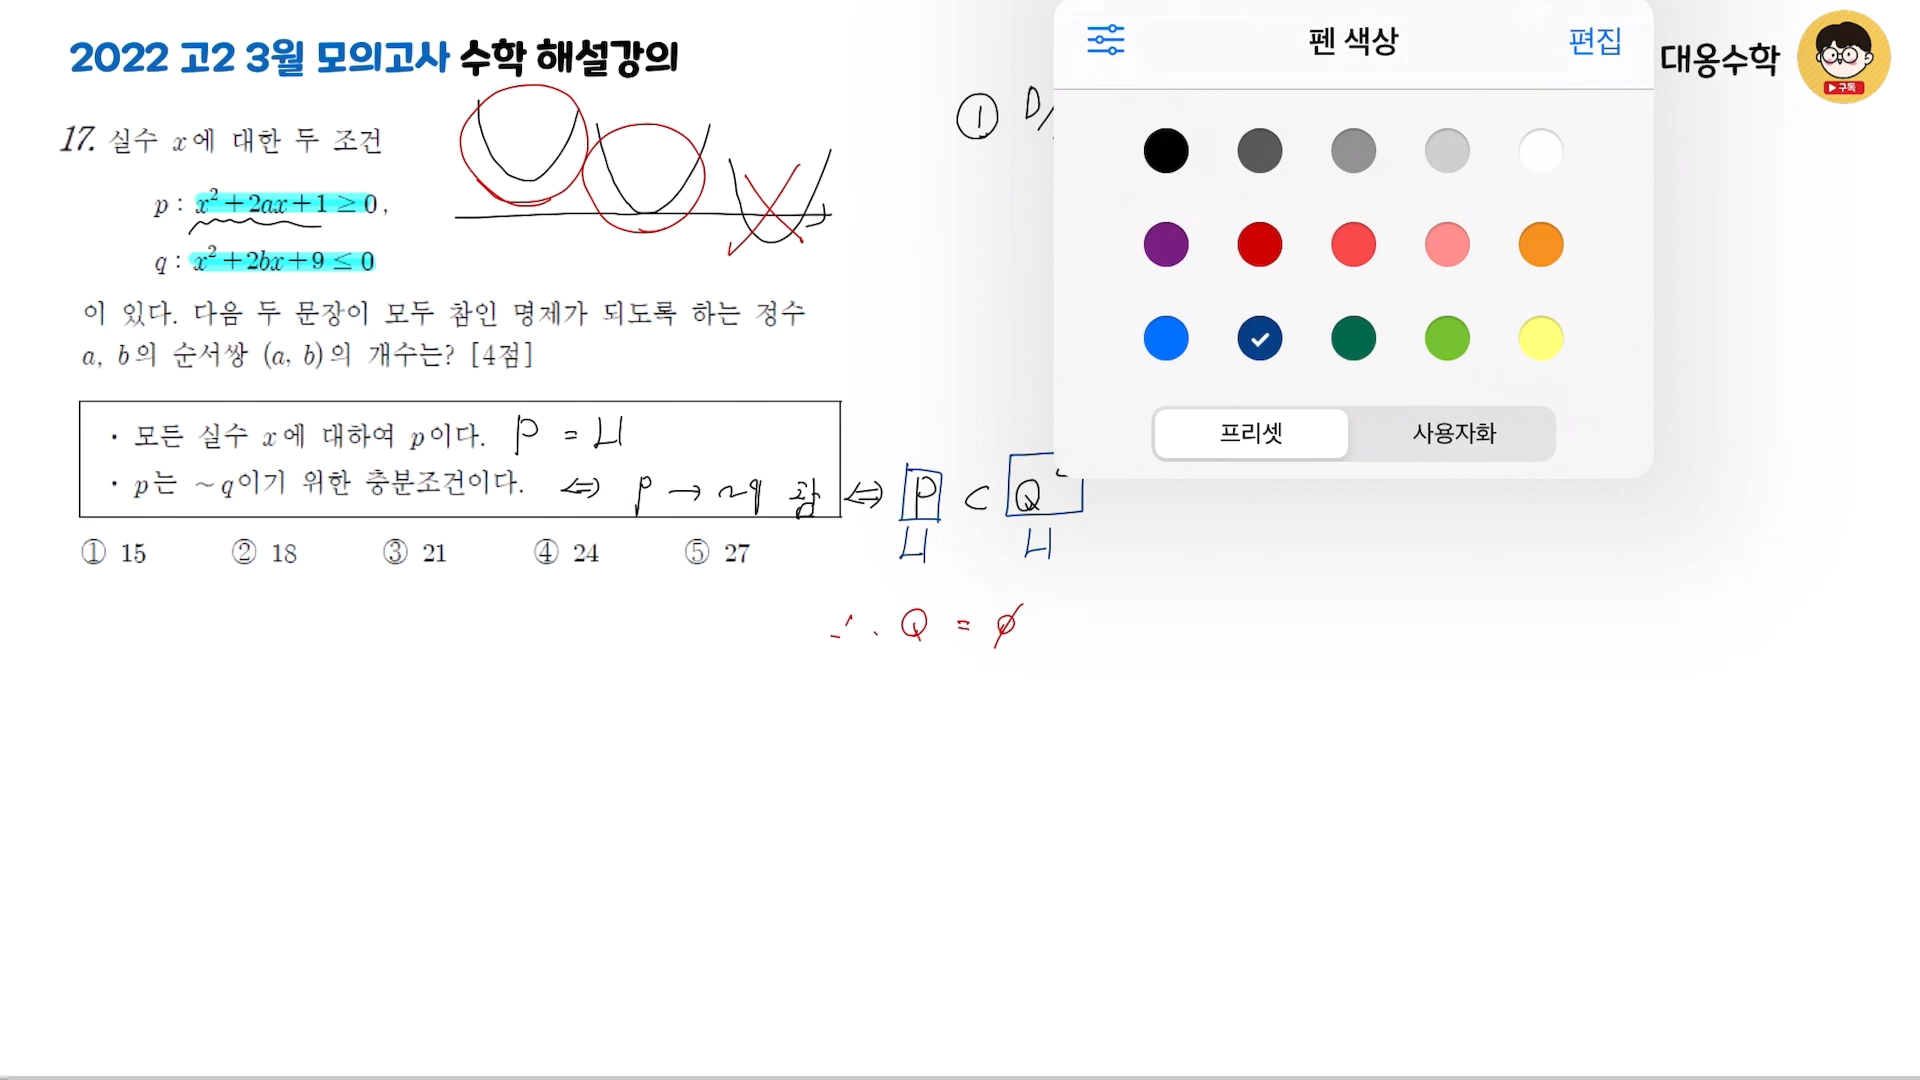 2022 고2 3월 모의고사 수학 해설강의
펜 색상
편집
대옹수학
구독
① D/
17. 실수 x에 대한 두 조건
p : x²+2ax+1≥0,
q : x²+2bx+9≤0
이 있다. 다음 두 문장이 모두 참인 명제가 되도록 하는 정수
a, b의 순서쌍 (a, b)의 개수는? [4점]
· 모든 실수 x에 대하여 p이다. P = U
· p는 ~q이기 위한 충분조건이다. ⇔ p → ~q 참 ⇔ P ⊂ Q
U U
① 15 ② 18 ③ 21 ④ 24 ⑤ 27
∴ Q = ∅
프리셋
사용자화